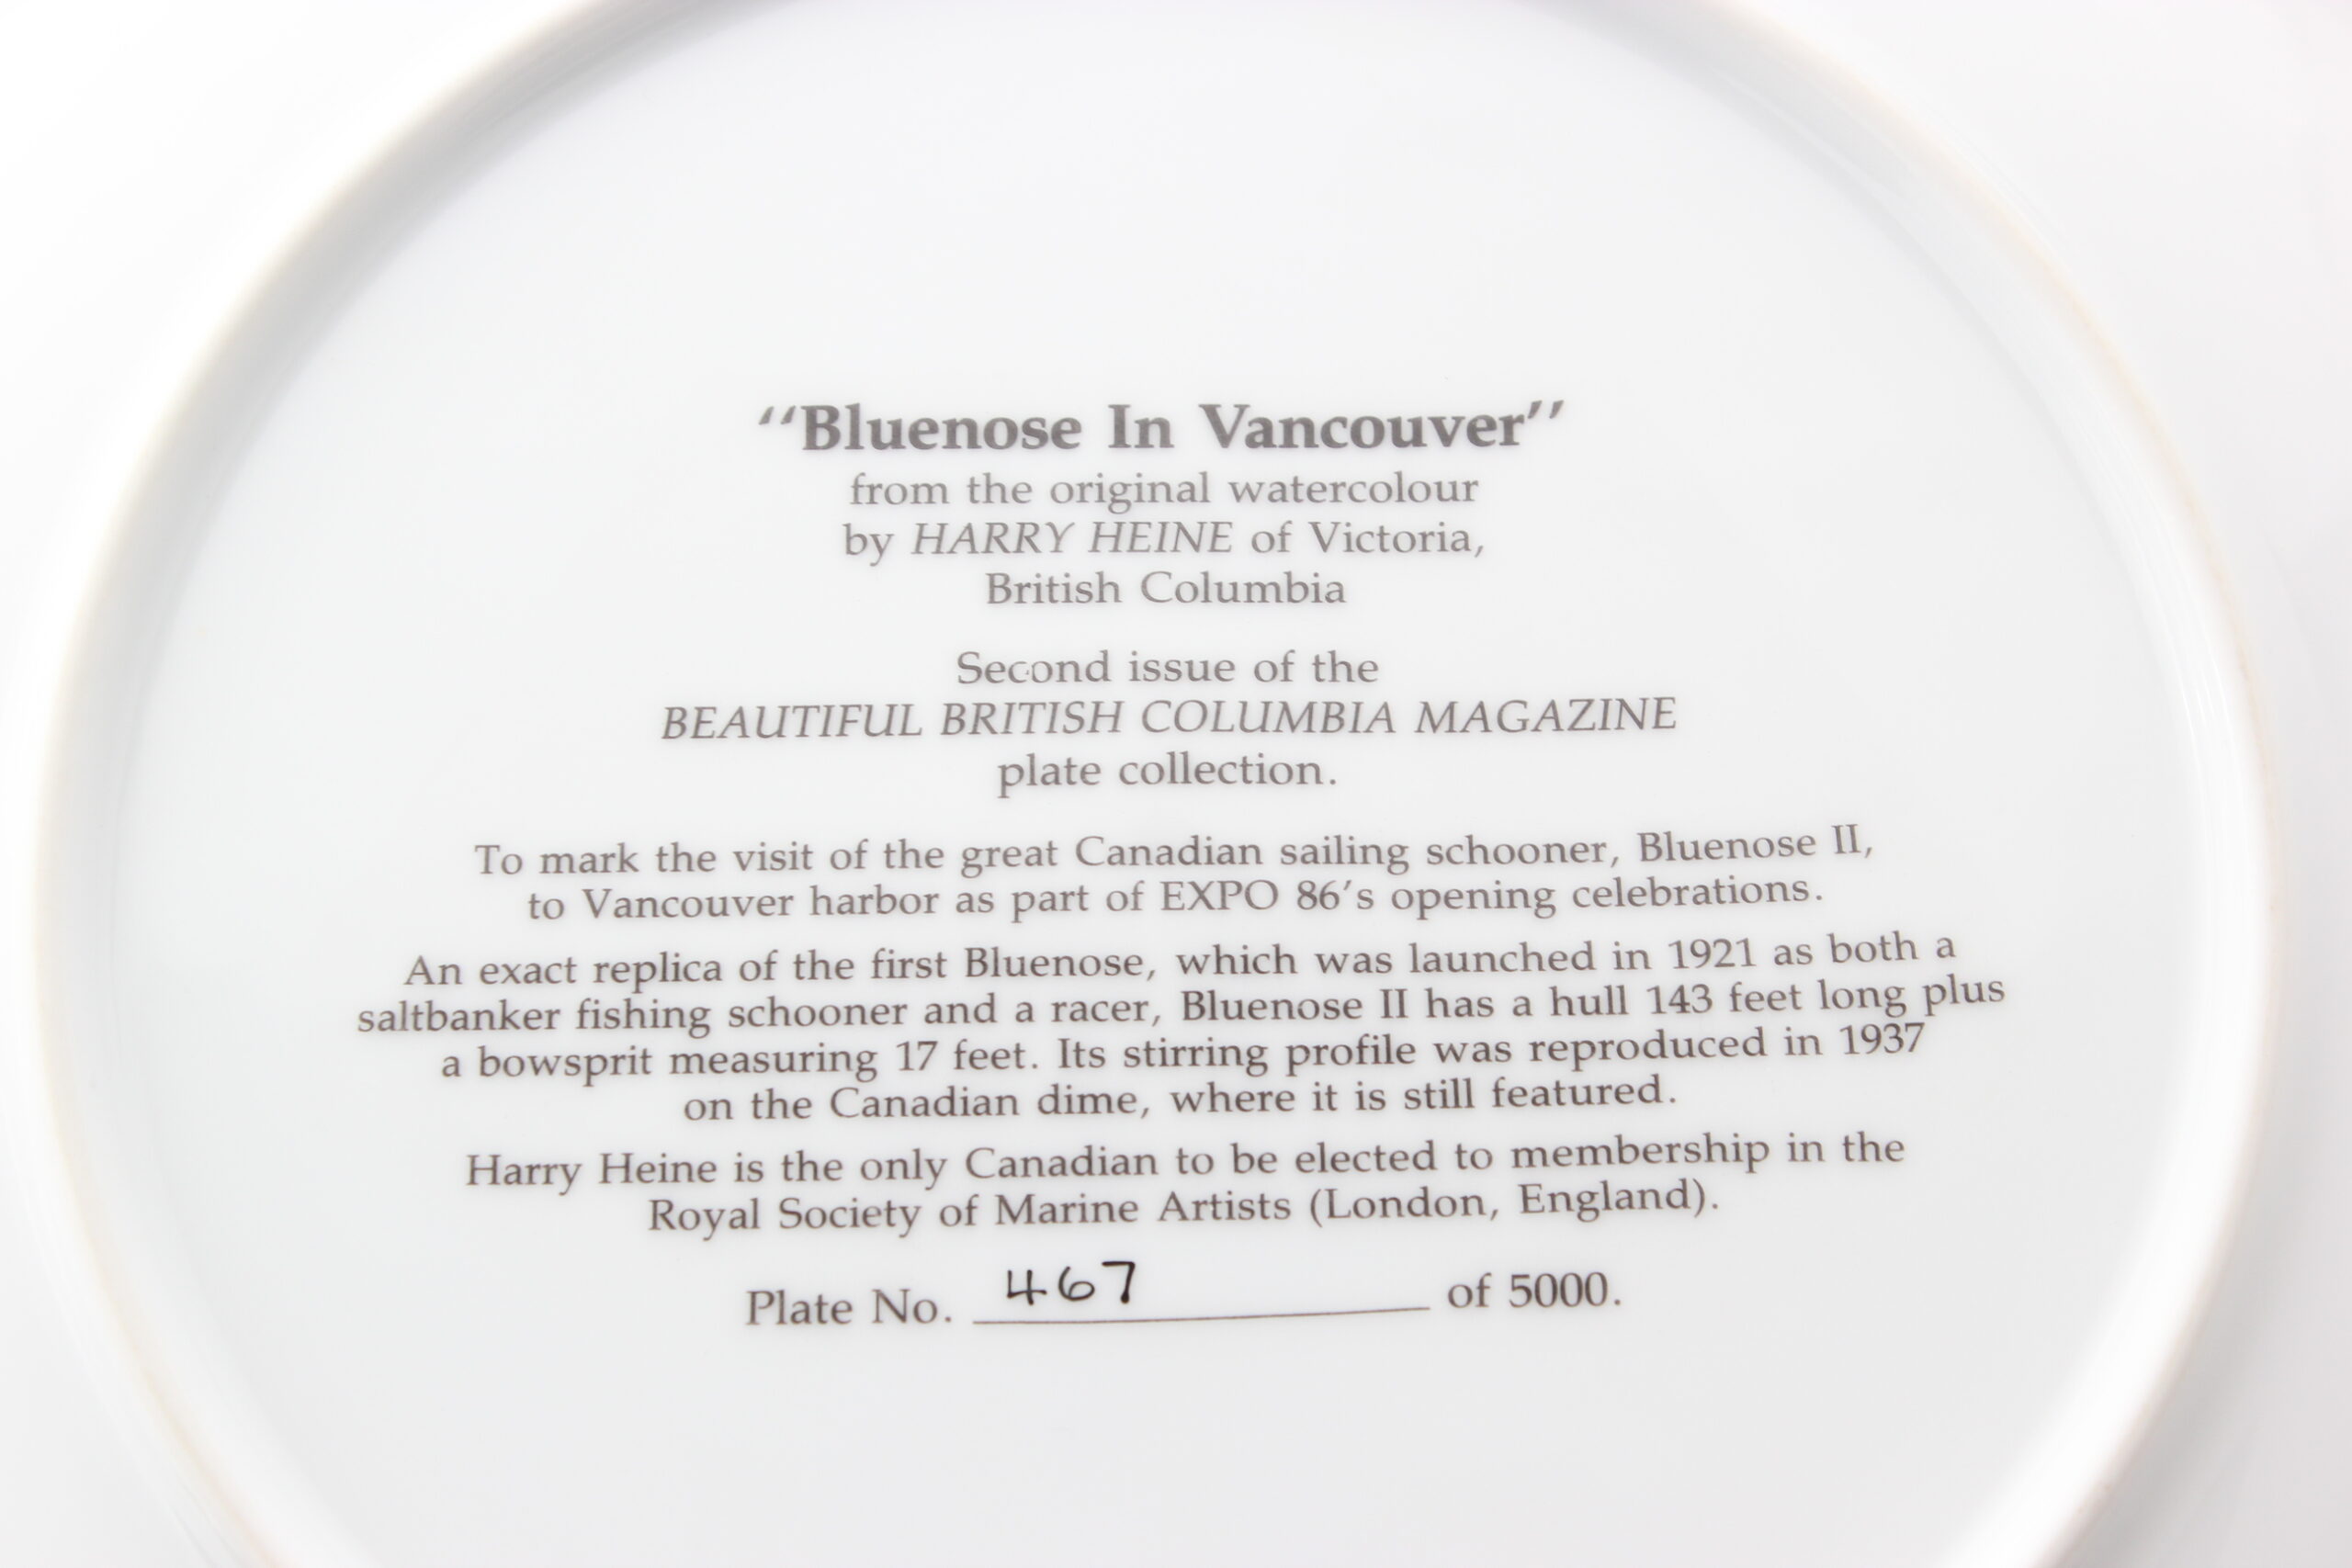 "Bluenose In Vancouver"
from the original watercolour
by HARRY HEINE of Victoria,
British Columbia
Second issue of the
BEAUTIFUL BRITISH COLUMBIA MAGAZINE
plate collection.
To mark the visit of the great Canadian sailing schooner, Bluenose II,
to Vancouver harbor as part of EXPO 86's opening celebrations.
An exact replica of the first Bluenose, which was launched in 1921 as both a
saltbanker fishing schooner and a racer, Bluenose II has a hull 143 feet long plus
a bowsprit measuring 17 feet. Its stirring profile was reproduced in 1937
on the Canadian dime, where it is still featured.
Harry Heine is the only Canadian to be elected to membership in the
Royal Society of Marine Artists (London, England).
Plate No. 467 of 5000.